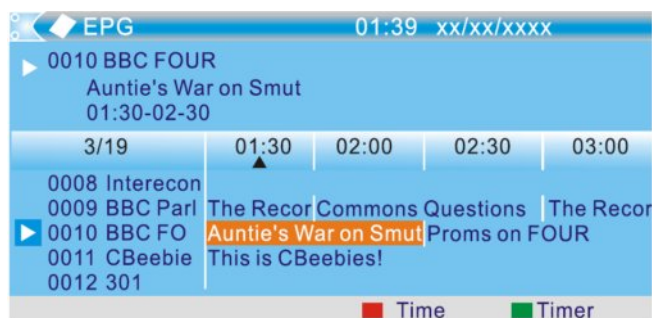 EPG 01:39 xx/xx/xxxx
0010 BBC FOUR
Auntie's War on Smut
01:30-02-30
3/19 01:30 02:00 02:30 03:00
0008 Interecon
0009 BBC Parl The Recor Commons Questions The Recor
0010 BBC FO Auntie's War on Smut Proms on FOUR
0011 CBeebie This is CBeebies!
0012 301
Time Timer